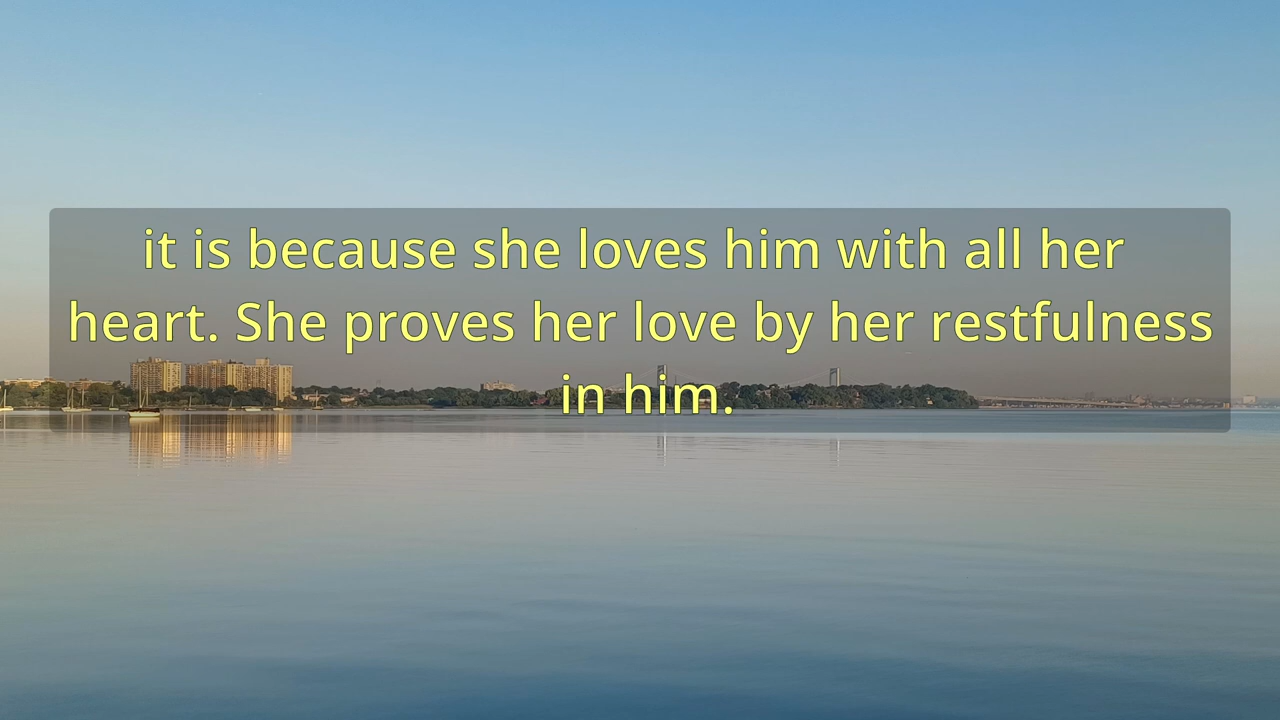 it is because she loves him with all her
heart. She proves her love by her restfulness
in him.